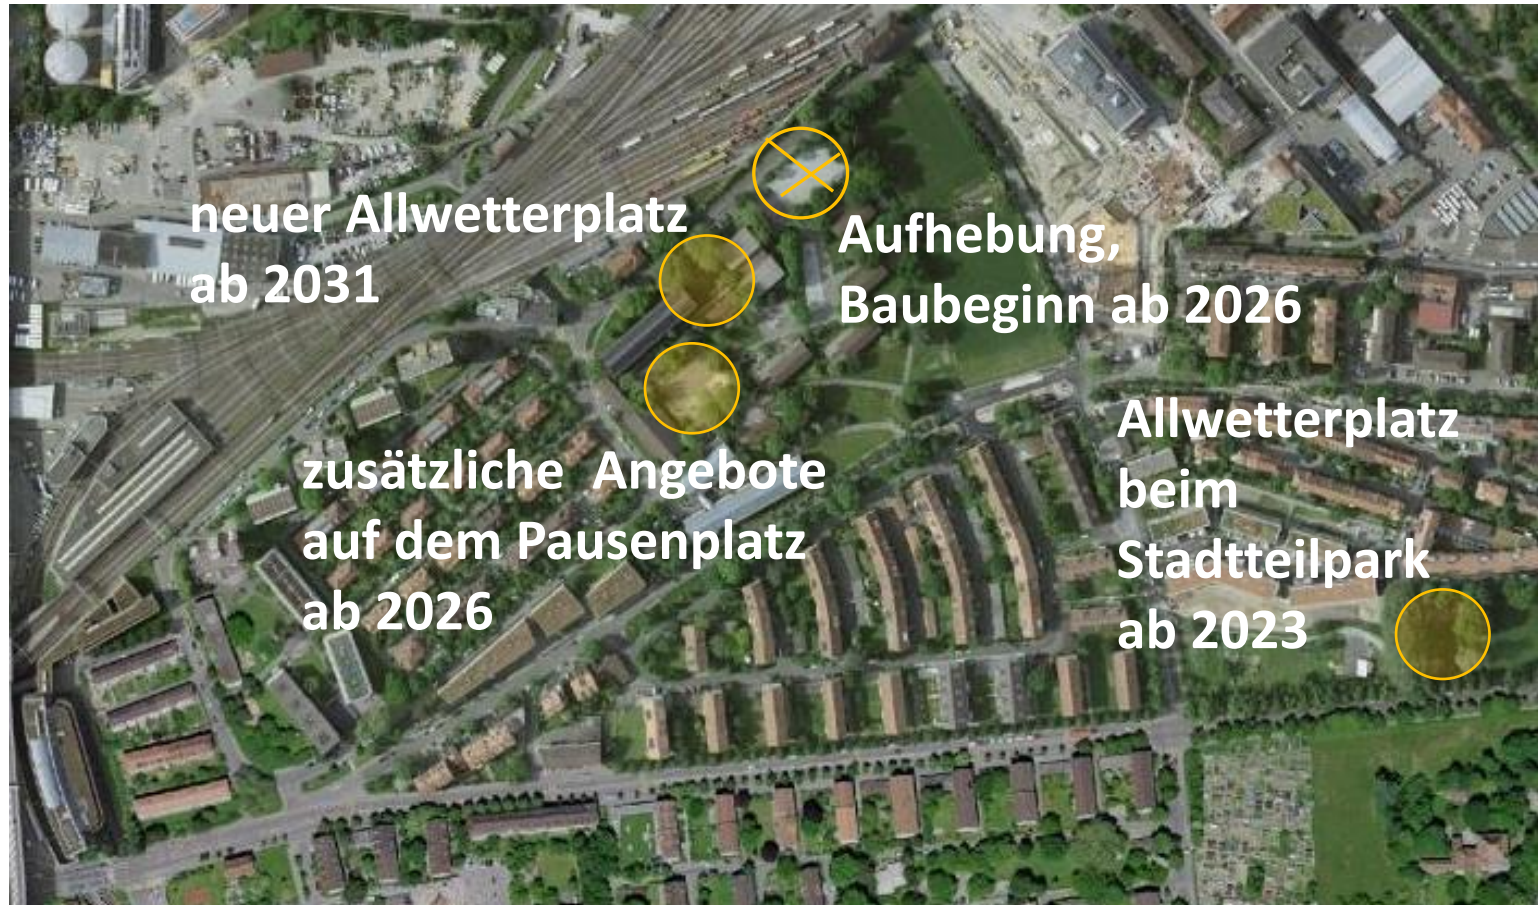 neuer Allwetterplatz
ab 2031
Aufhebung,
Baubeginn ab 2026
zusätzliche  Angebote
auf dem Pausenplatz
ab 2026
Allwetterplatz
beim
Stadtteilpark
ab 2023